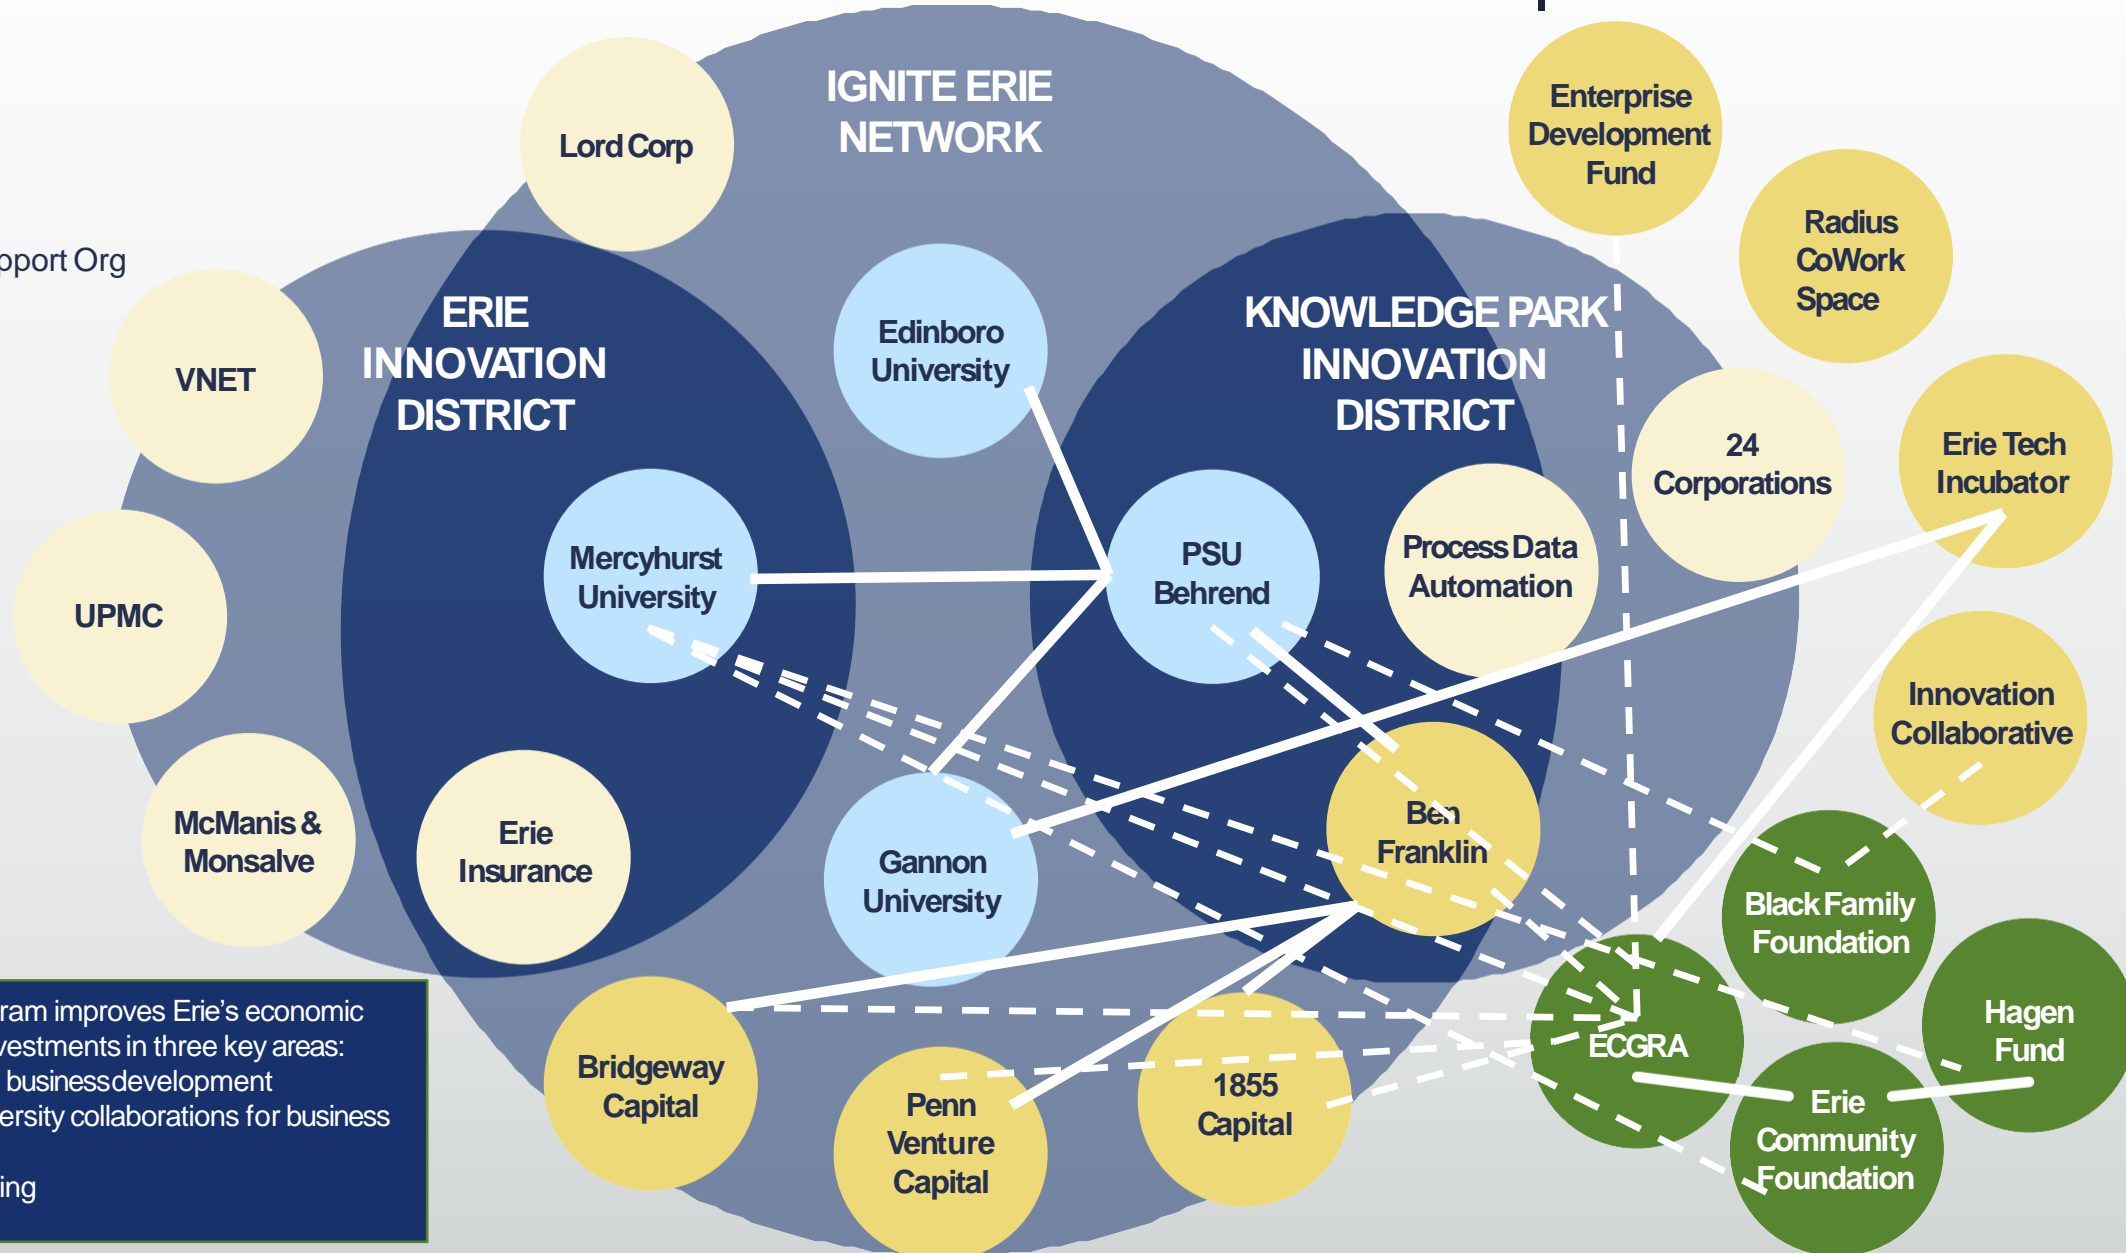 IGNITE ERIE
NETWORK
Lord Corp
Enterprise
Development
Fund
Radius
CoWork
Space
pport Org
VNET
ERIE
INNOVATION
DISTRICT
Edinboro
University
KNOWLEDGE PARK
INNOVATION
DISTRICT
24
Corporations
Erie Tech
Incubator
UPMC
Mercyhurst
University
PSU
Behrend
Process Data
Automation
Innovation
Collaborative
McManis &
Monsalve
Erie
Insurance
Gannon
University
Ben
Franklin
Black Family
Foundation
Hagen
Fund
ECGRA
Bridgeway
Capital
Penn
Venture
Capital
1855
Capital
Erie
Community
Foundation
ram improves Erie's economic
vestments in three key areas:
business development
ersity collaborations for business
ing